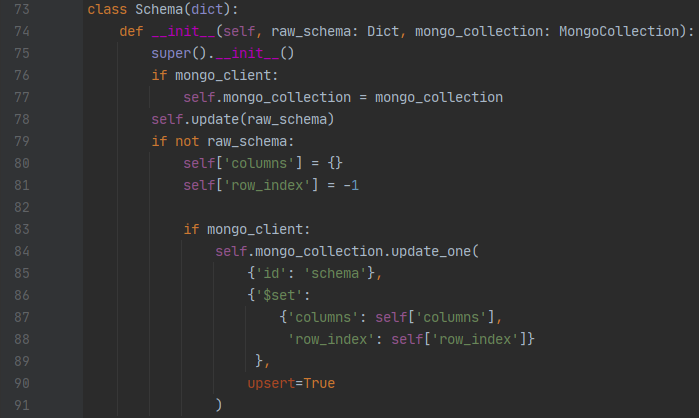 73 class Schema(dict):
74     def __init__(self, raw_schema: Dict, mongo_collection: MongoCollection):
75         super().__init__()
76         if mongo_client:
77             self.mongo_collection = mongo_collection
78         self.update(raw_schema)
79         if not raw_schema:
80             self['columns'] = {}
81             self['row_index'] = -1
82
83             if mongo_client:
84                 self.mongo_collection.update_one(
85                     {'id': 'schema'},
86                     {'$set':
87                         {'columns': self['columns'],
88                          'row_index': self['row_index']}
89                      },
90                     upsert=True
91                 )